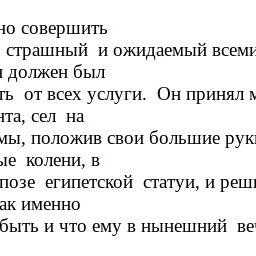 но совершить
страшный и ожидаемый всеми
должен был
ть от всех услуги. Он принял
нта, сел на
мы, положив свои большие рук
ые колени, в
позе египетской статуи, и реш
ак именно
быть и что ему в нынешний ве